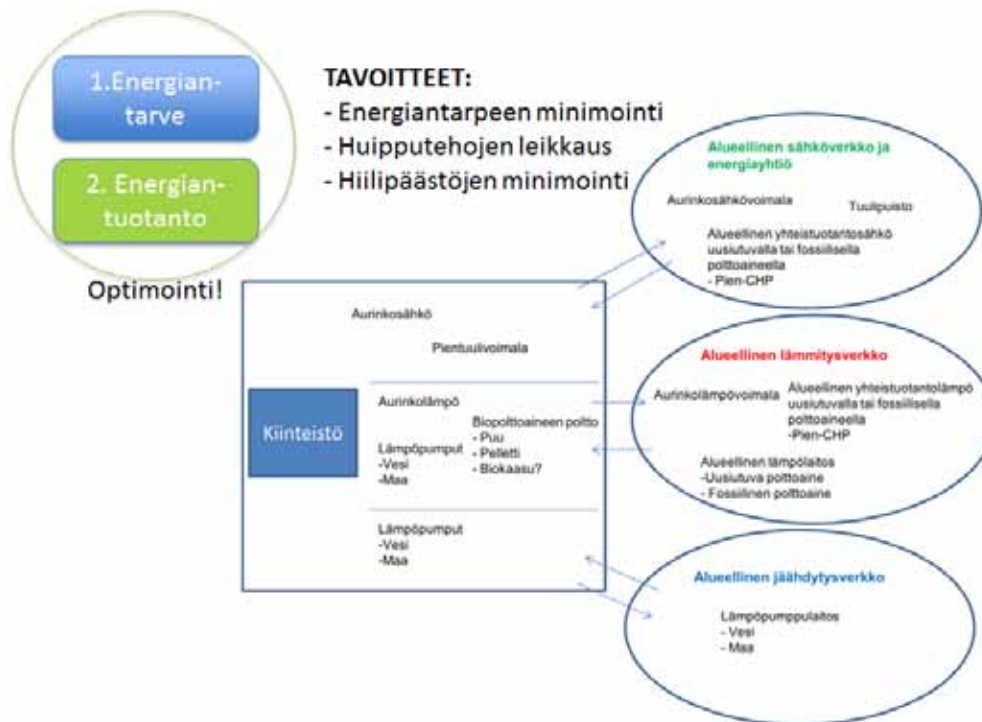 1.Energian-
tarve
2. Energian-
tuotanto
Optimointi!
TAVOITTEET:
- Energiantarpeen minimointi
- Huipputehojen leikkaus
- Hiilipäästöjen minimointi
Kiinteistö
Aurinkosähkö
Pientuulivoimala
Aurinkolämpö
Lämpöpumput
-Vesi
-Maa
Biopolttoaineen poltto
- Puu
- Pelletti
- Biokaasu?
Lämpöpumput
-Vesi
-Maa
Alueellinen sähköverkko ja
energiayhtiö
Aurinkosähkövoimala
Tuulipuisto
Alueellinen yhteistuotantosähkö
uusiutuvalla tai fossiilisella
polttoaineella
- Pien-CHP
Alueellinen lämmitysverkko
Aurinkolämpövoimala
Alueellinen yhteistuotantolämpö
uusiutuvalla tai fossiilisella
polttoaineella
-Pien-CHP
Alueellinen lämpölaitos
-Uusiutuva polttoaine
- Fossiilinen polttoaine
Alueellinen jäähdytysverkko
Lämpöpumppulaitos
- Vesi
- Maa